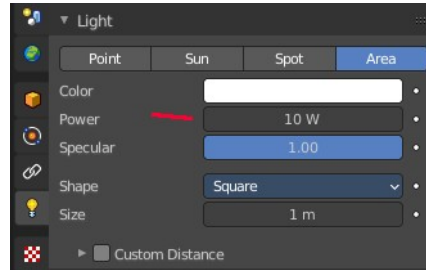 Light
Point Sun Spot Area
Color
Power 10 W
Specular 1.00
Shape Square
Size 1 m
Custom Distance